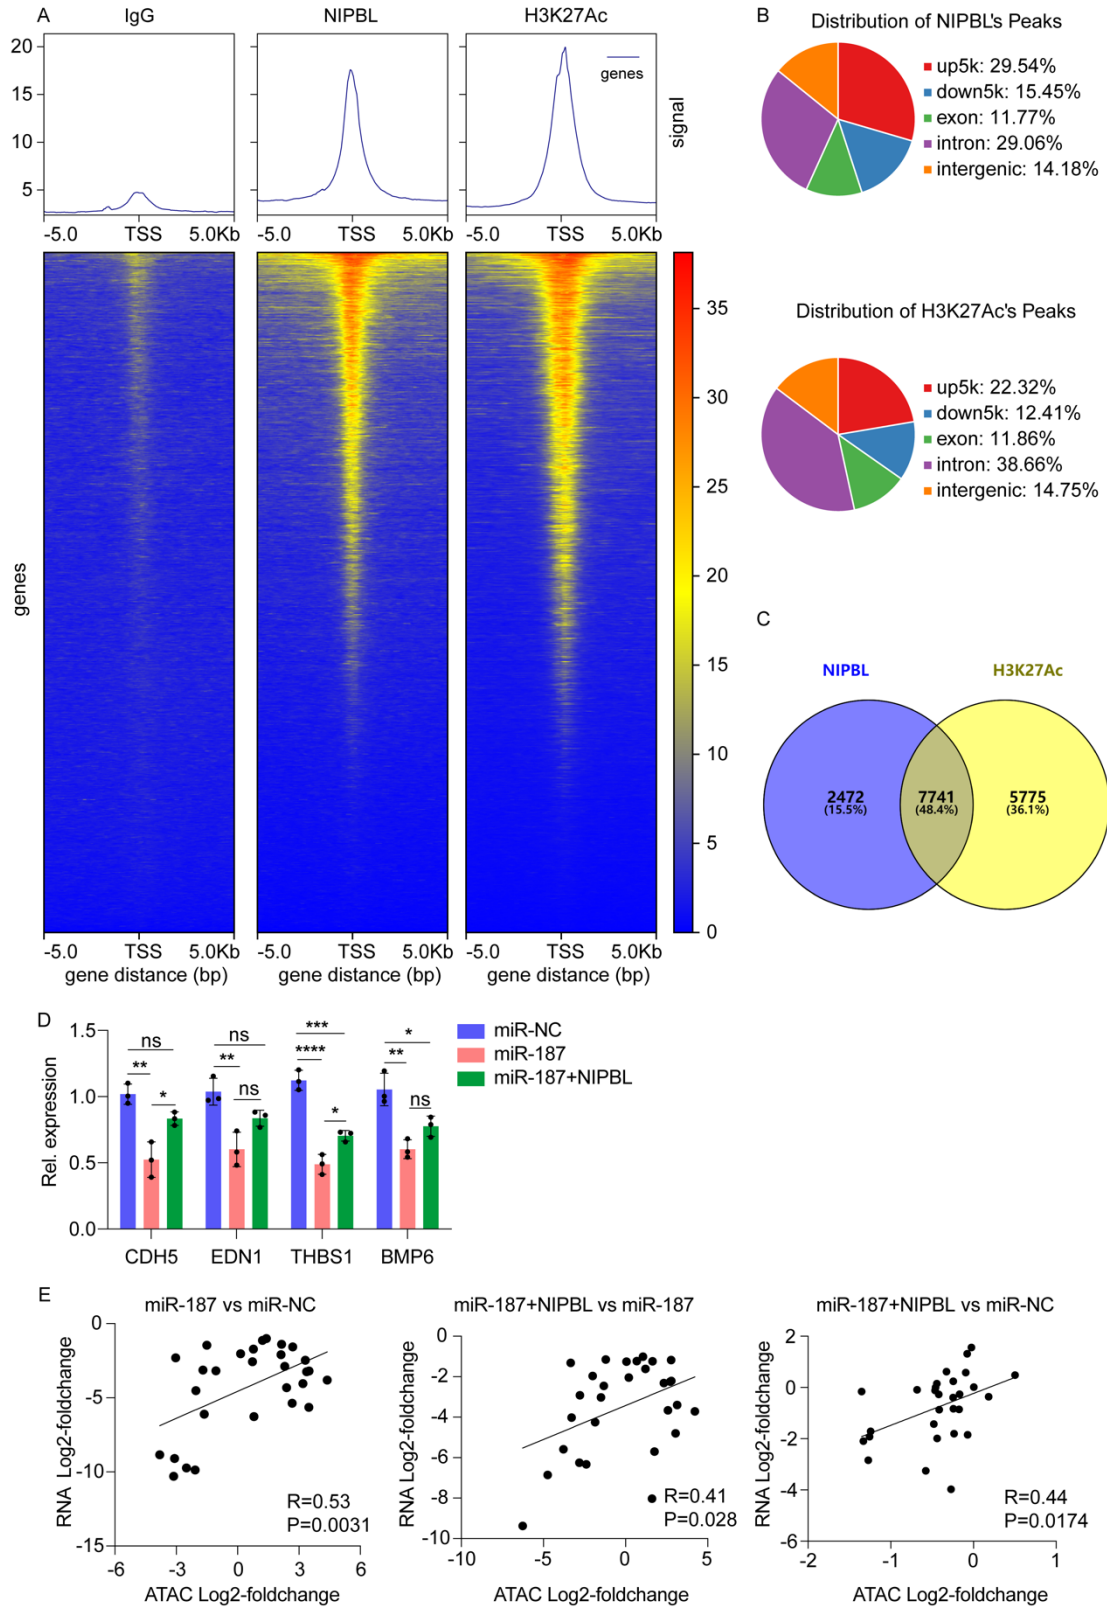 A
IgG
NIPBL
H3K27Ac
20
15
10
5
genes
signal
-5.0 TSS 5.0Kb
-5.0 TSS 5.0Kb
-5.0 TSS 5.0Kb
genes
35
30
25
20
15
10
5
0
-5.0 TSS 5.0Kb
-5.0 TSS 5.0Kb
-5.0 TSS 5.0Kb
gene distance (bp)
gene distance (bp)
gene distance (bp)
B
Distribution of NIPBL's Peaks
up5k: 29.54%
down5k: 15.45%
exon: 11.77%
intron: 29.06%
intergenic: 14.18%
Distribution of H3K27Ac's Peaks
up5k: 22.32%
down5k: 12.41%
exon: 11.86%
intron: 38.66%
intergenic: 14.75%
C
NIPBL
H3K27Ac
2472
(15.5%)
7741
(48.4%)
5775
(36.1%)
D
Rel. expression
1.5
1.0
0.5
0.0
ns
**
*
ns
**
ns
***
****
*
*
**
ns
miR-NC
miR-187
miR-187+NIPBL
CDH5 EDN1 THBS1 BMP6
E
miR-187 vs miR-NC
RNA Log2-foldchange
0
-5
-10
-15
R=0.53
P=0.0031
-6 -3 0 3 6
ATAC Log2-foldchange
miR-187+NIPBL vs miR-187
RNA Log2-foldchange
0
-2
-4
-6
-8
-10
R=0.41
P=0.028
-10 -5 0 5
ATAC Log2-foldchange
miR-187+NIPBL vs miR-NC
RNA Log2-foldchange
2
0
-2
-4
-6
R=0.44
P=0.0174
-2 -1 0 1
ATAC Log2-foldchange